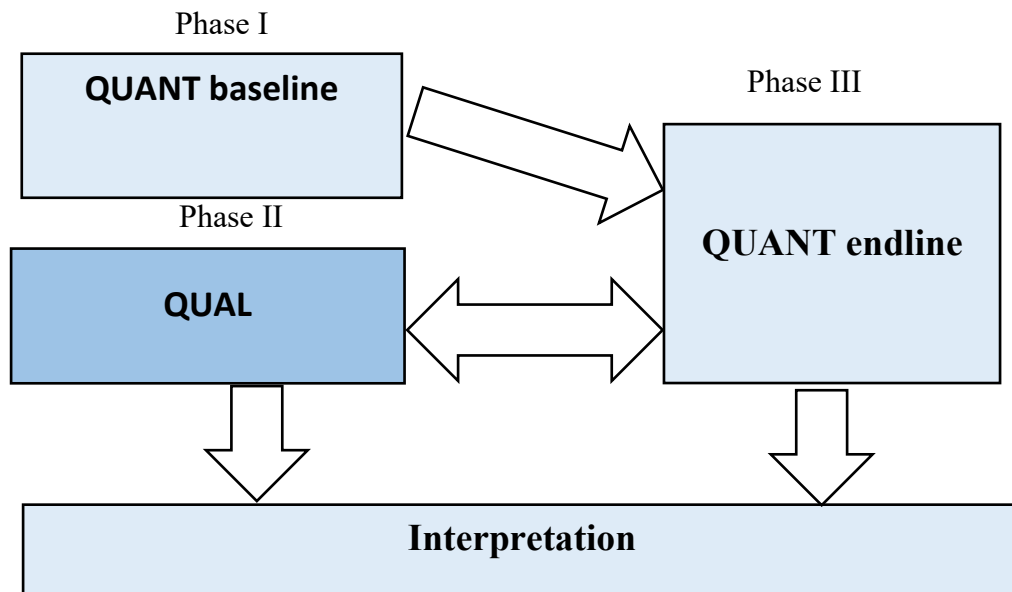 Phase I
QUANT baseline
Phase III
Phase II
QUANT endline
QUAL
Interpretation